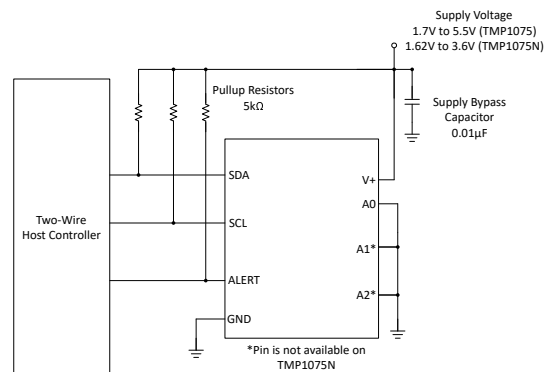 Supply Voltage
1.7V to 5.5V (TMP1075)
1.62V to 3.6V (TMP1075N)
Pullup Resistors
5kΩ
Supply Bypass
Capacitor
0.01µF
Two-Wire
Host Controller
SDA
SCL
ALERT
GND
V+
A0
A1*
A2*
*Pin is not available on
TMP1075N